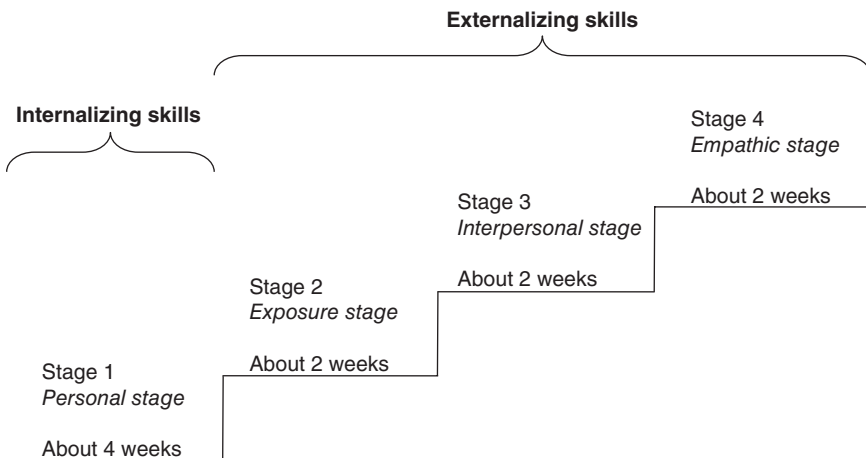 Externalizing skills
Internalizing skills
Stage 4
Empathic stage
About 2 weeks
Stage 3
Interpersonal stage
About 2 weeks
Stage 2
Exposure stage
About 2 weeks
Stage 1
Personal stage
About 4 weeks